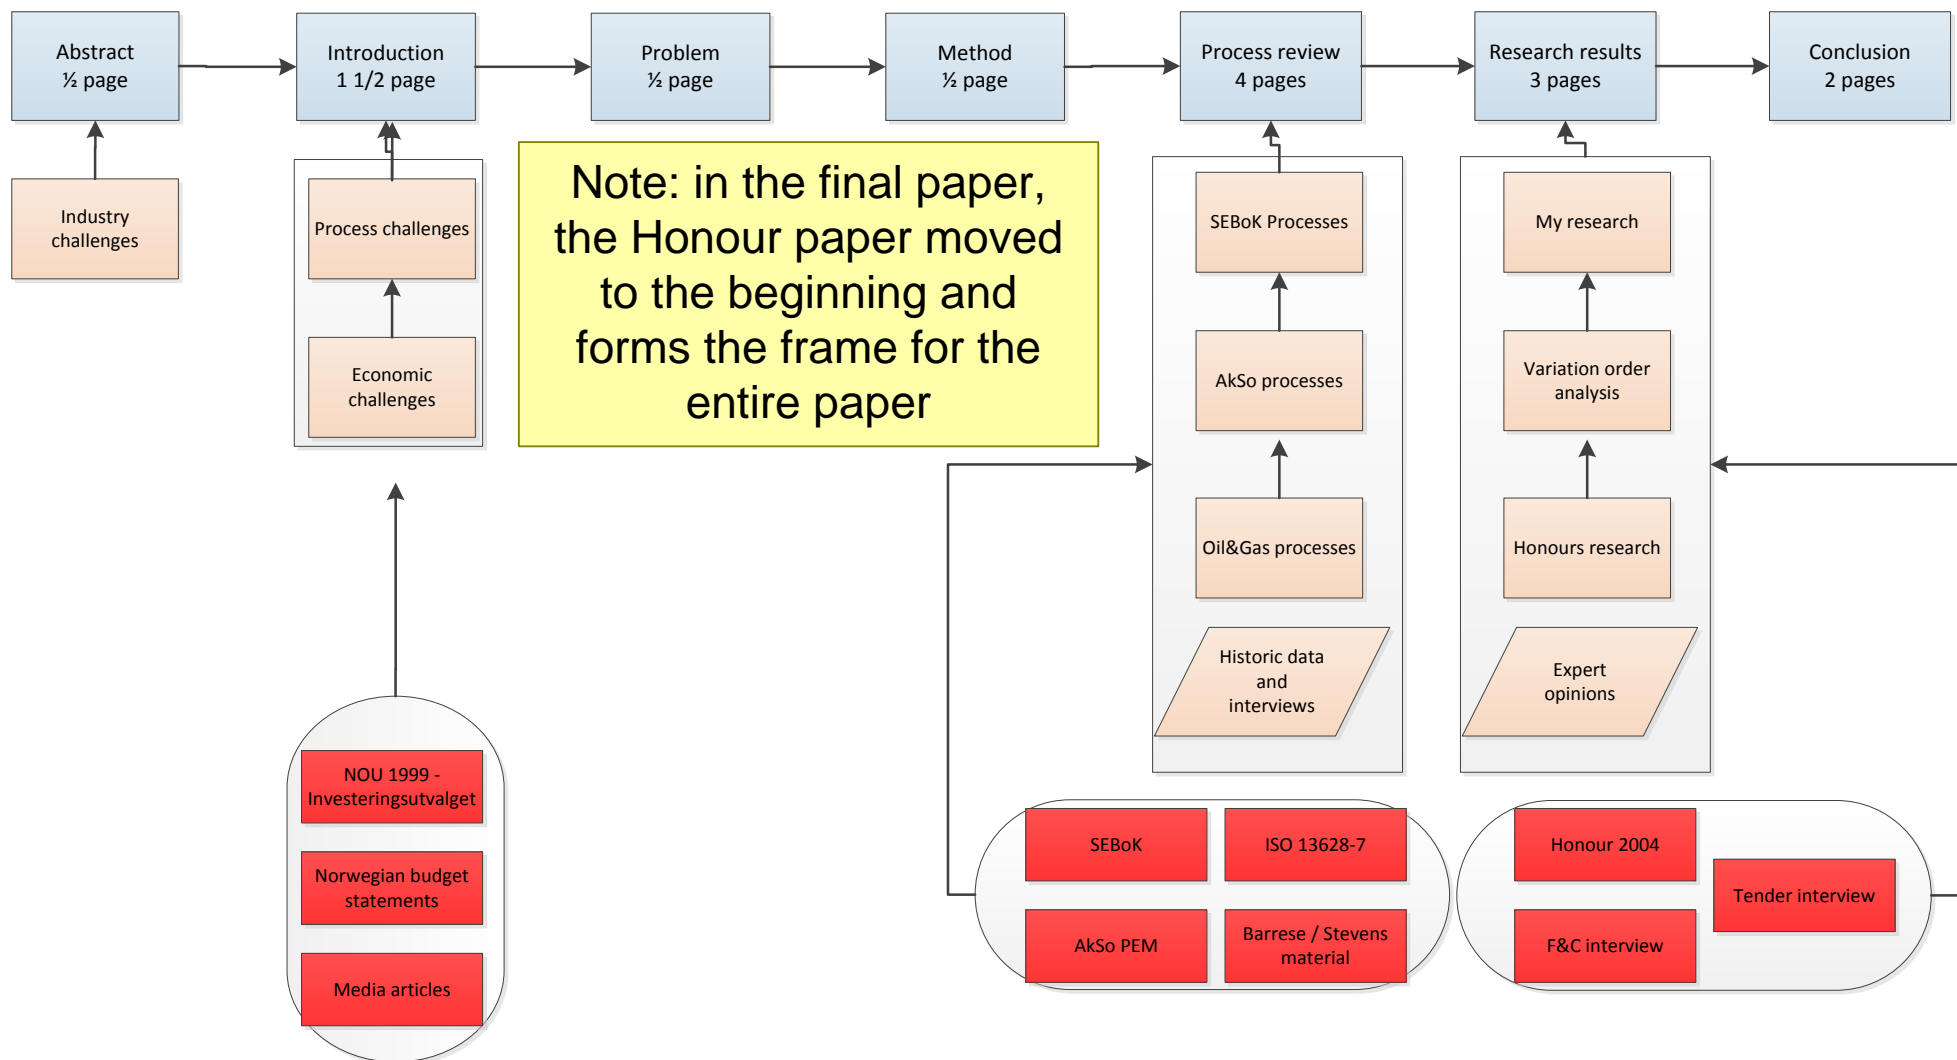 Abstract
½ page
Introduction
1 1/2 page
Problem
½ page
Method
½ page
Process review
4 pages
Research results
3 pages
Conclusion
2 pages
Industry
challenges
Process challenges
Economic
challenges
Note: in the final paper,
the Honour paper moved
to the beginning and
forms the frame for the
entire paper
SEBoK Processes
AkSo processes
Oil&Gas processes
Historic data
and
interviews
My research
Variation order
analysis
Honours research
Expert
opinions
NOU 1999 -
Investeringsutvalget
Norwegian budget
statements
Media articles
SEBoK
ISO 13628-7
AkSo PEM
Barrese / Stevens
material
Honour 2004
Tender interview
F&C interview